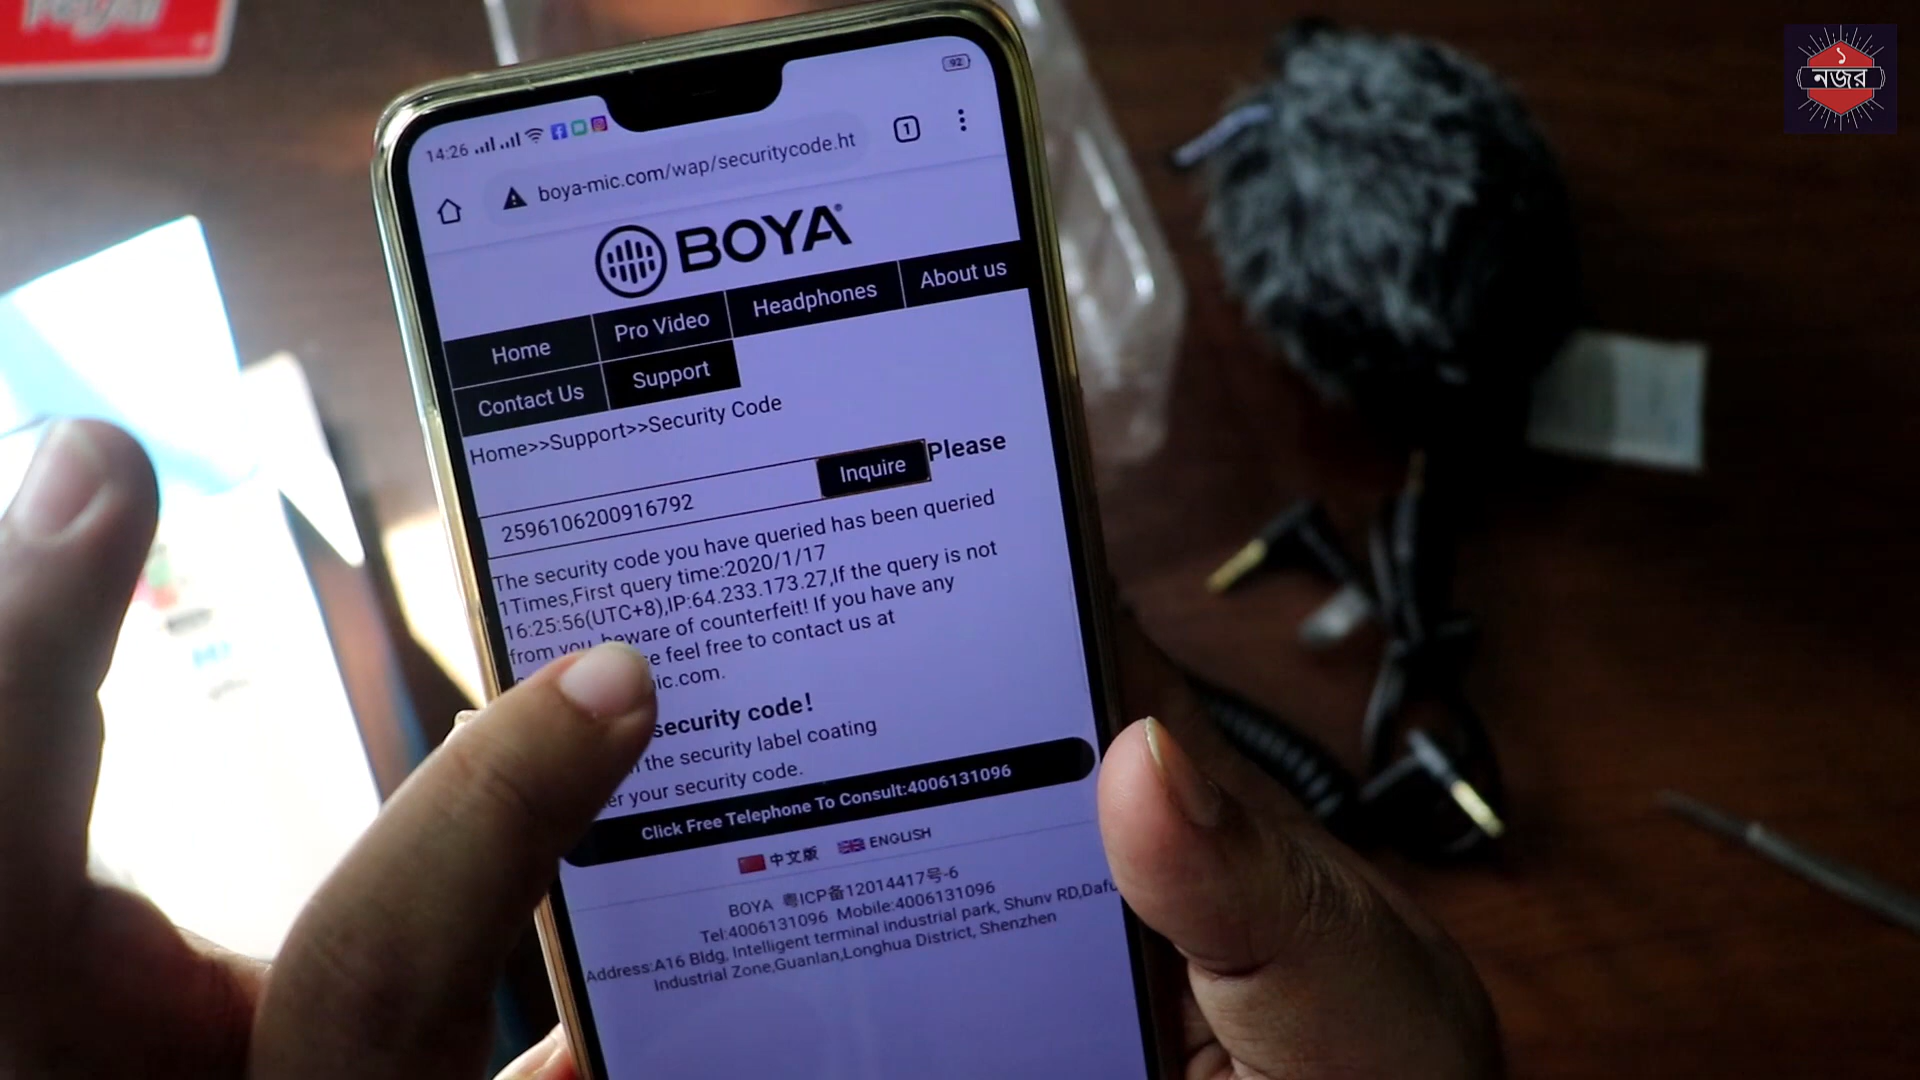 PayPal
১
নজর
92
14:26
boya-mic.com/wap/securitycode.ht
1
BOYA
Home
Pro Video
Headphones
About us
Contact Us
Support
Home>>Support>>Security Code
2596106200916792
Inquire
Please
The security code you have queried has been queried
1Times,First query time:2020/1/17
16:25:56(UTC+8),IP:64.233.173.27,If the query is not
from you, beware of counterfeit! If you have any
feel free to contact us at
ic.com.
security code!
the security label coating
your security code.
Click Free Telephone To Consult:4006131096
中文版
ENGLISH
BOYA 粤ICP备12014417号-6
Tel:4006131096 Mobile:4006131096
Address:A16 Bldg, Intelligent terminal industrial park, Shunv RD,Dafu
Industrial Zone,Guanlan,Longhua District, Shenzhen